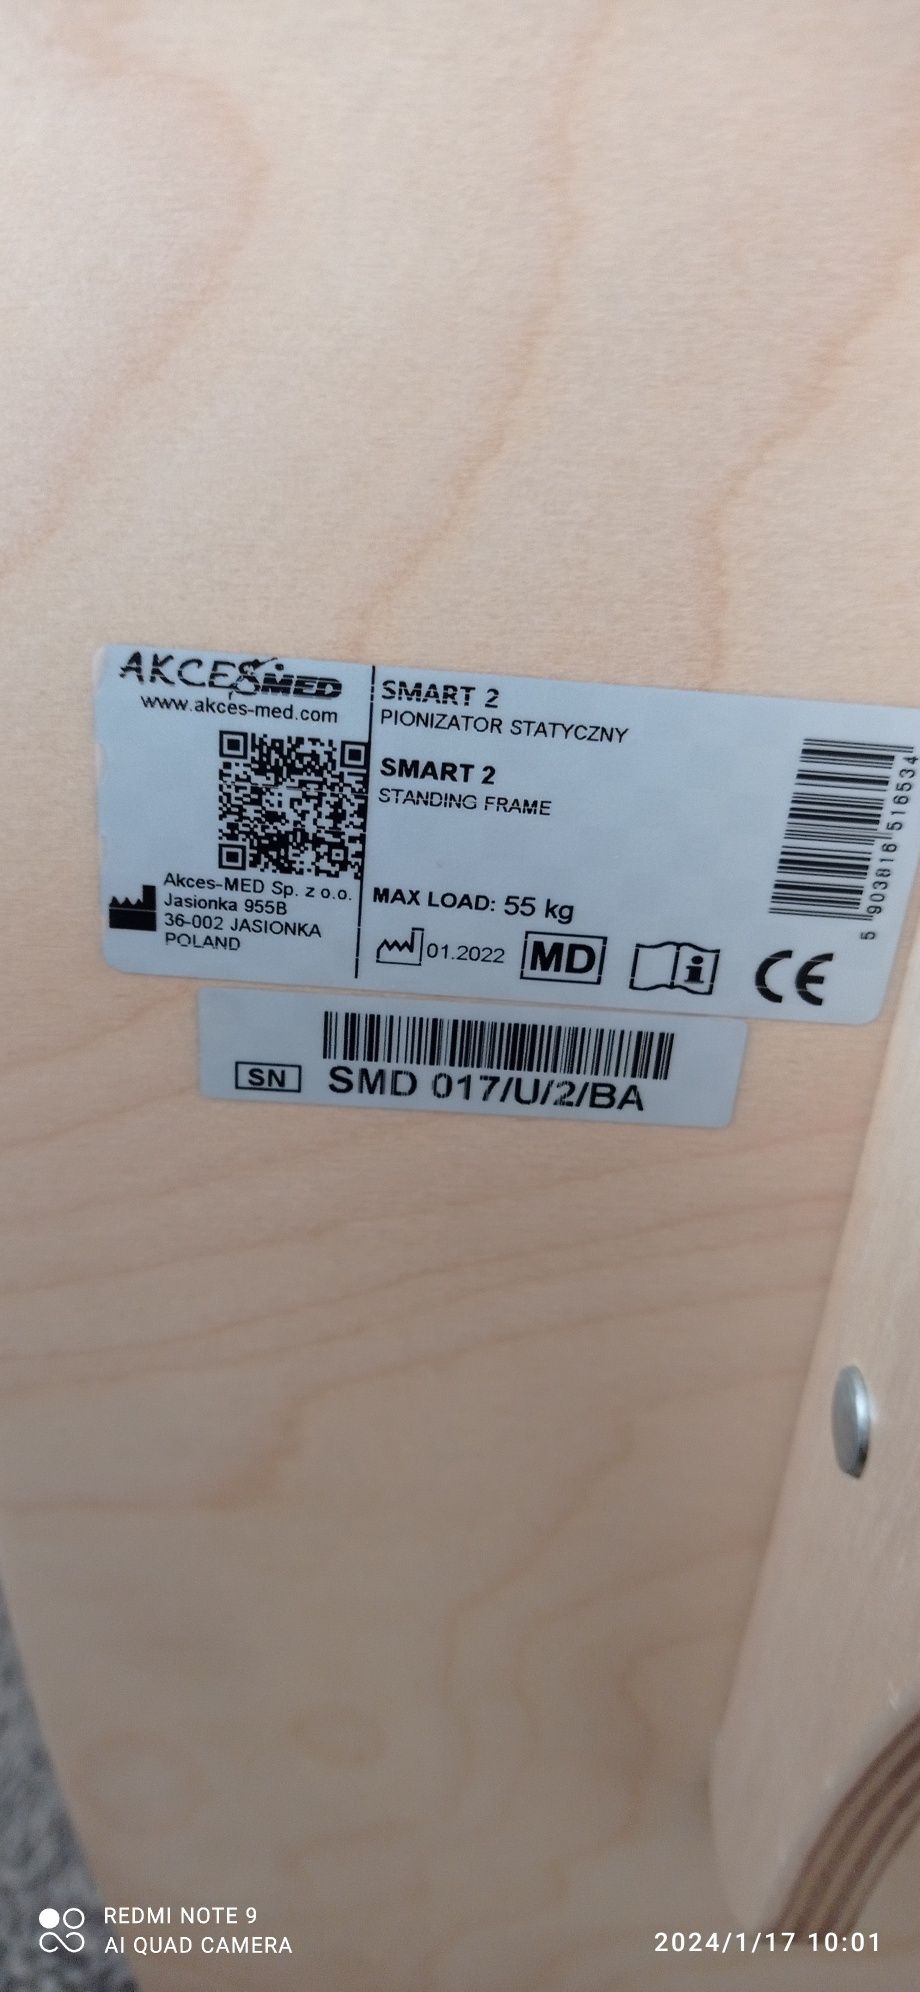 AKCESMED
www.akces-med.com
Akces-MED Sp. z o.o.
Jasionka 955B
36-002 JASIONKA
POLAND
SMART 2
PIONIZATOR STATYCZNY
SMART 2
STANDING FRAME
MAX LOAD: 55 kg
01.2022
MD
i
CE
5 903816 516534
SN
SMD 017/U/2/BA
REDMI NOTE 9
AI QUAD CAMERA
2024/1/17 10:01